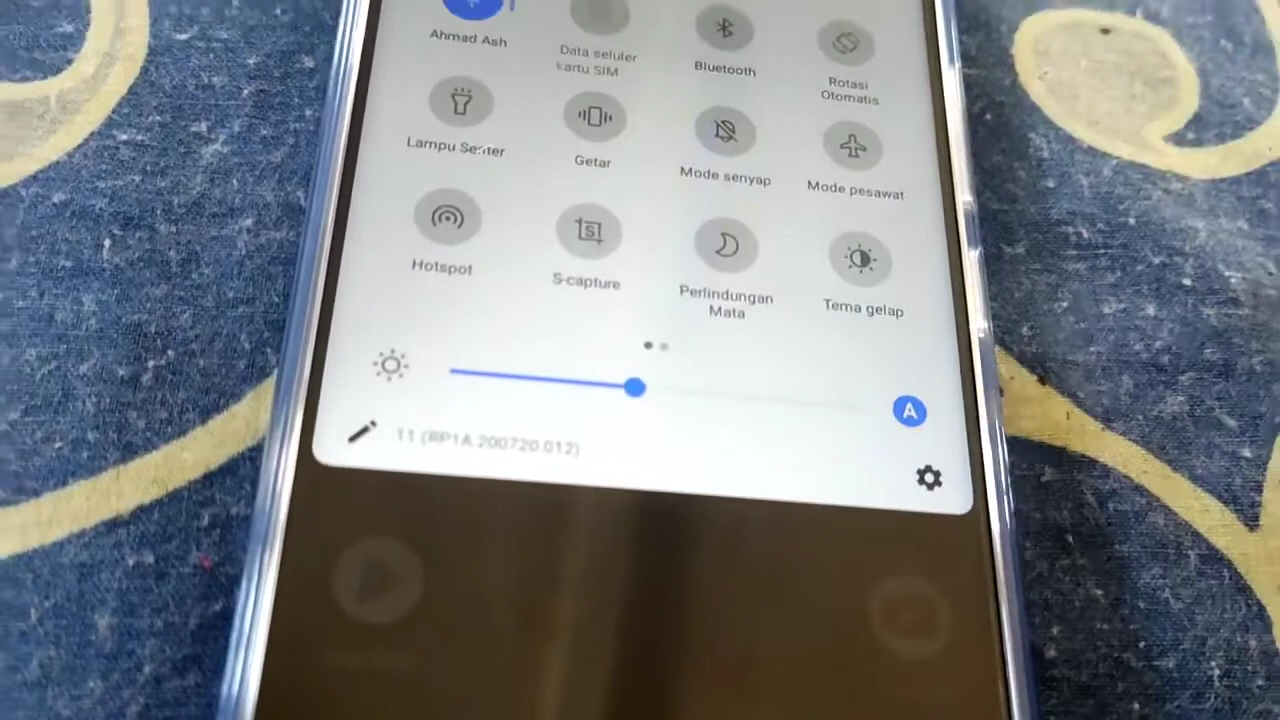 Ahmad Ash
Data seluler
kartu SIM
Bluetooth
Rotasi
Otomatis
Lampu Senter
Getar
Mode senyap
Mode pesawat
Hotspot
S
S-capture
Perlindungan
Mata
Tema gelap
A
11 (RP1A.200720.012)